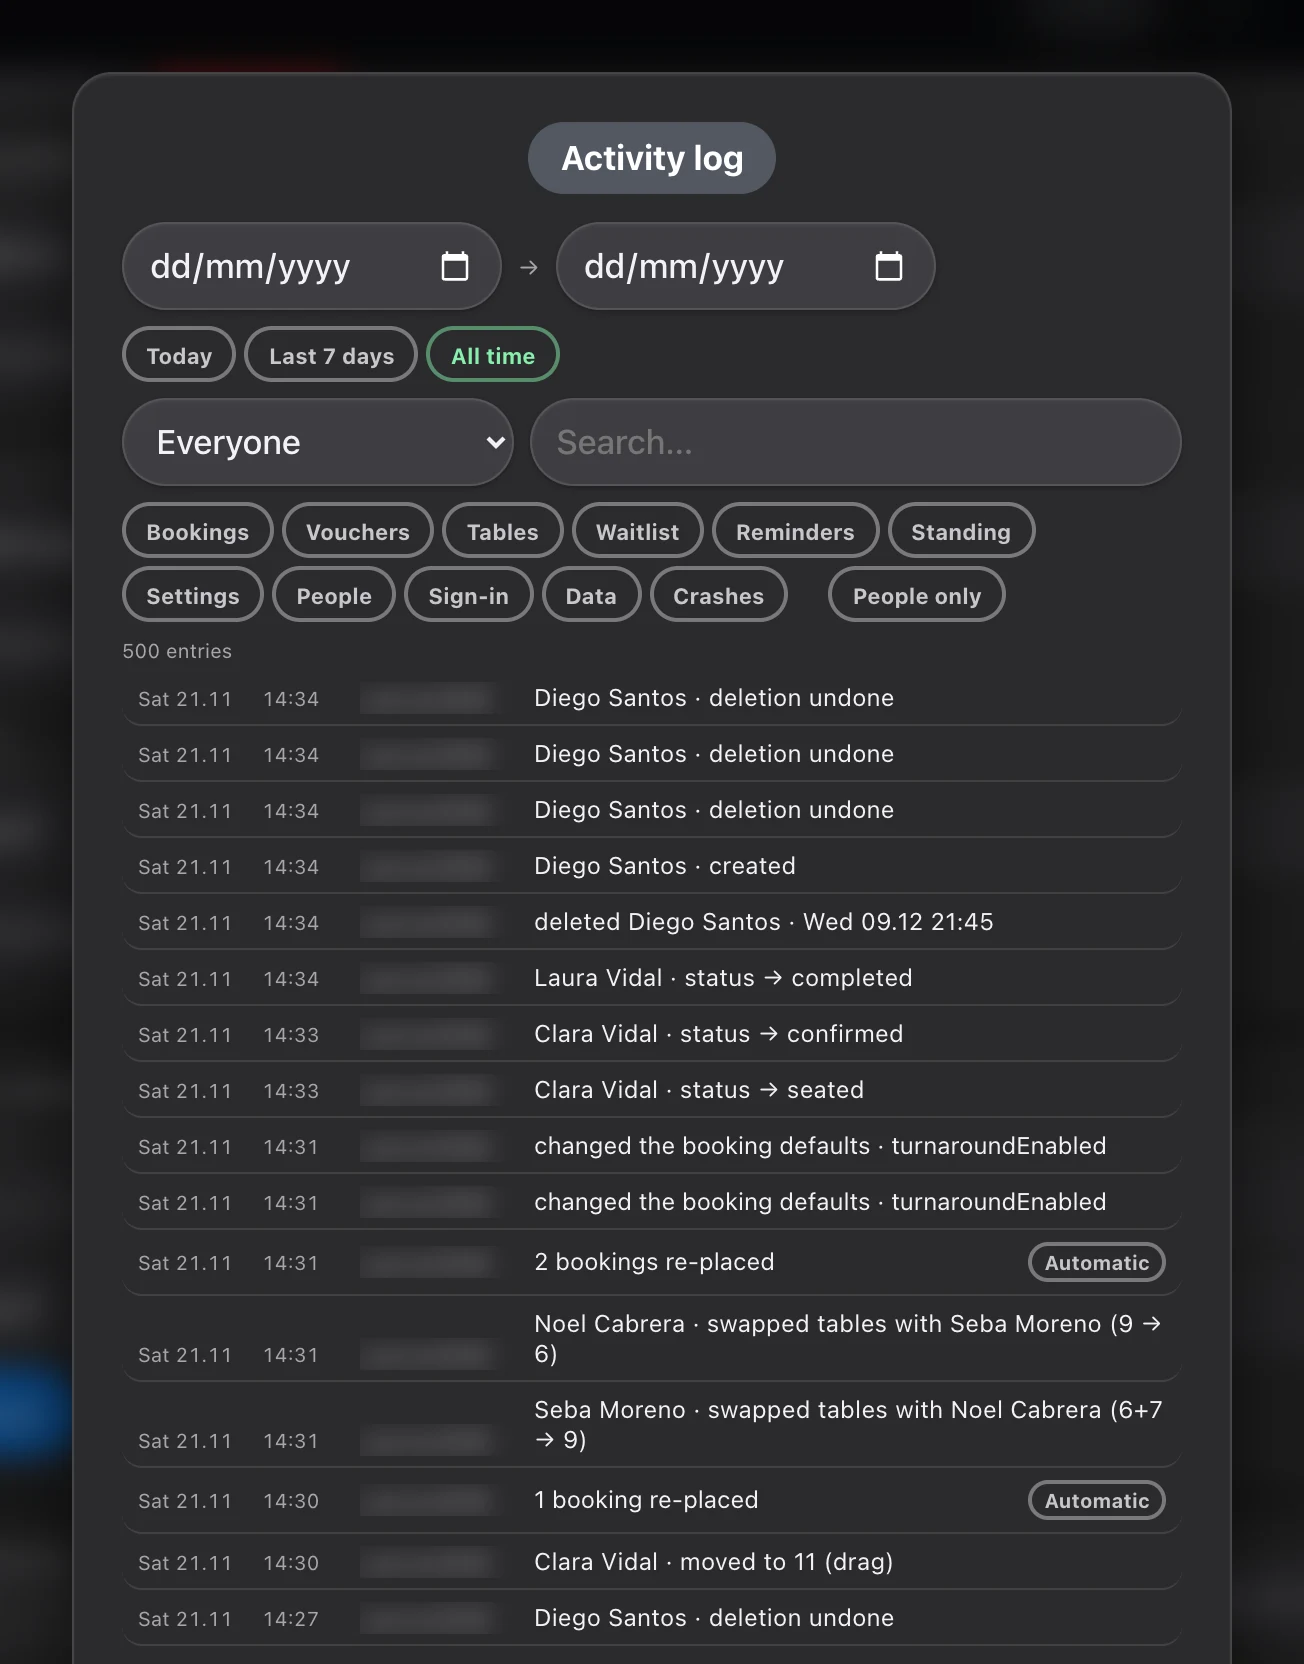 Activity log
dd/mm/yyyy → dd/mm/yyyy
Today Last 7 days All time
Everyone Search...
Bookings Vouchers Tables Waitlist Reminders Standing
Settings People Sign-in Data Crashes People only
500 entries
Sat 21.11 14:34 Diego Santos · deletion undone
Sat 21.11 14:34 Diego Santos · deletion undone
Sat 21.11 14:34 Diego Santos · deletion undone
Sat 21.11 14:34 Diego Santos · created
Sat 21.11 14:34 deleted Diego Santos · Wed 09.12 21:45
Sat 21.11 14:34 Laura Vidal · status → completed
Sat 21.11 14:33 Clara Vidal · status → confirmed
Sat 21.11 14:33 Clara Vidal · status → seated
Sat 21.11 14:31 changed the booking defaults · turnaroundEnabled
Sat 21.11 14:31 changed the booking defaults · turnaroundEnabled
Sat 21.11 14:31 2 bookings re-placed Automatic
Noel Cabrera · swapped tables with Seba Moreno (9 →
Sat 21.11 14:31 6)
Seba Moreno · swapped tables with Noel Cabrera (6+7
Sat 21.11 14:31 → 9)
Sat 21.11 14:30 1 booking re-placed Automatic
Sat 21.11 14:30 Clara Vidal · moved to 11 (drag)
Sat 21.11 14:27 Diego Santos · deletion undone